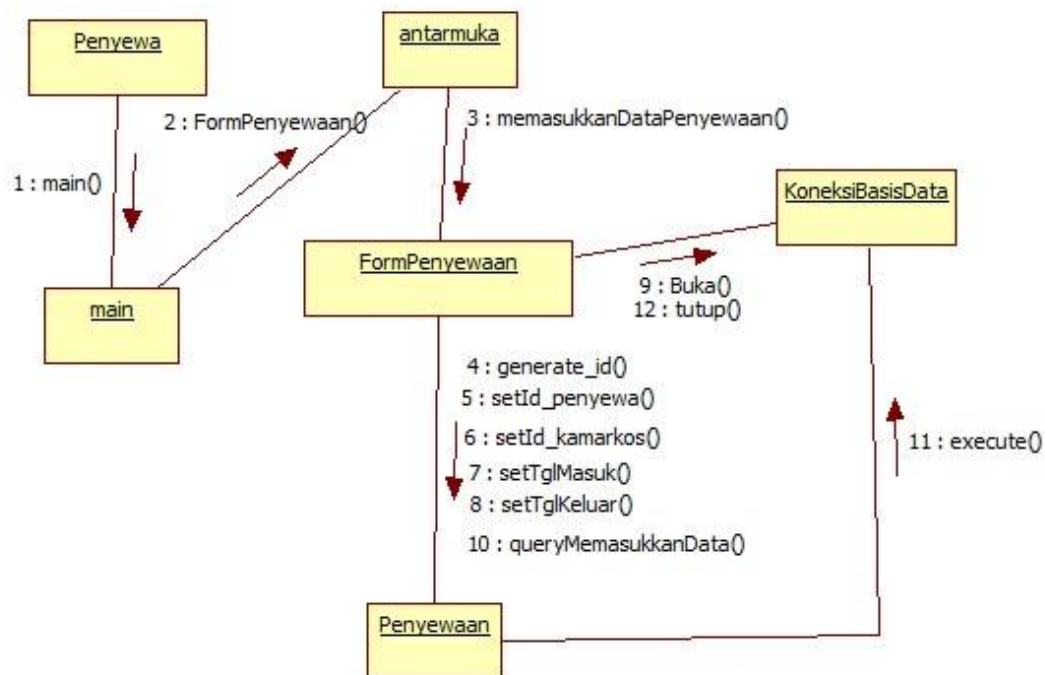 Penyewa
antarmuka
2 : FormPenyewaan()
3 : memasukkanDataPenyewaan()
1 : main()
KoneksiBasisData
FormPenyewaan
main
9 : Buka()
12 : tutup()
4 : generate_id()
5 : setId_penyewa()
6 : setId_kamarkos()
11 : execute()
7 : setTglMasuk()
8 : setTglKeluar()
10 : queryMemasukkanData()
Penyewaan